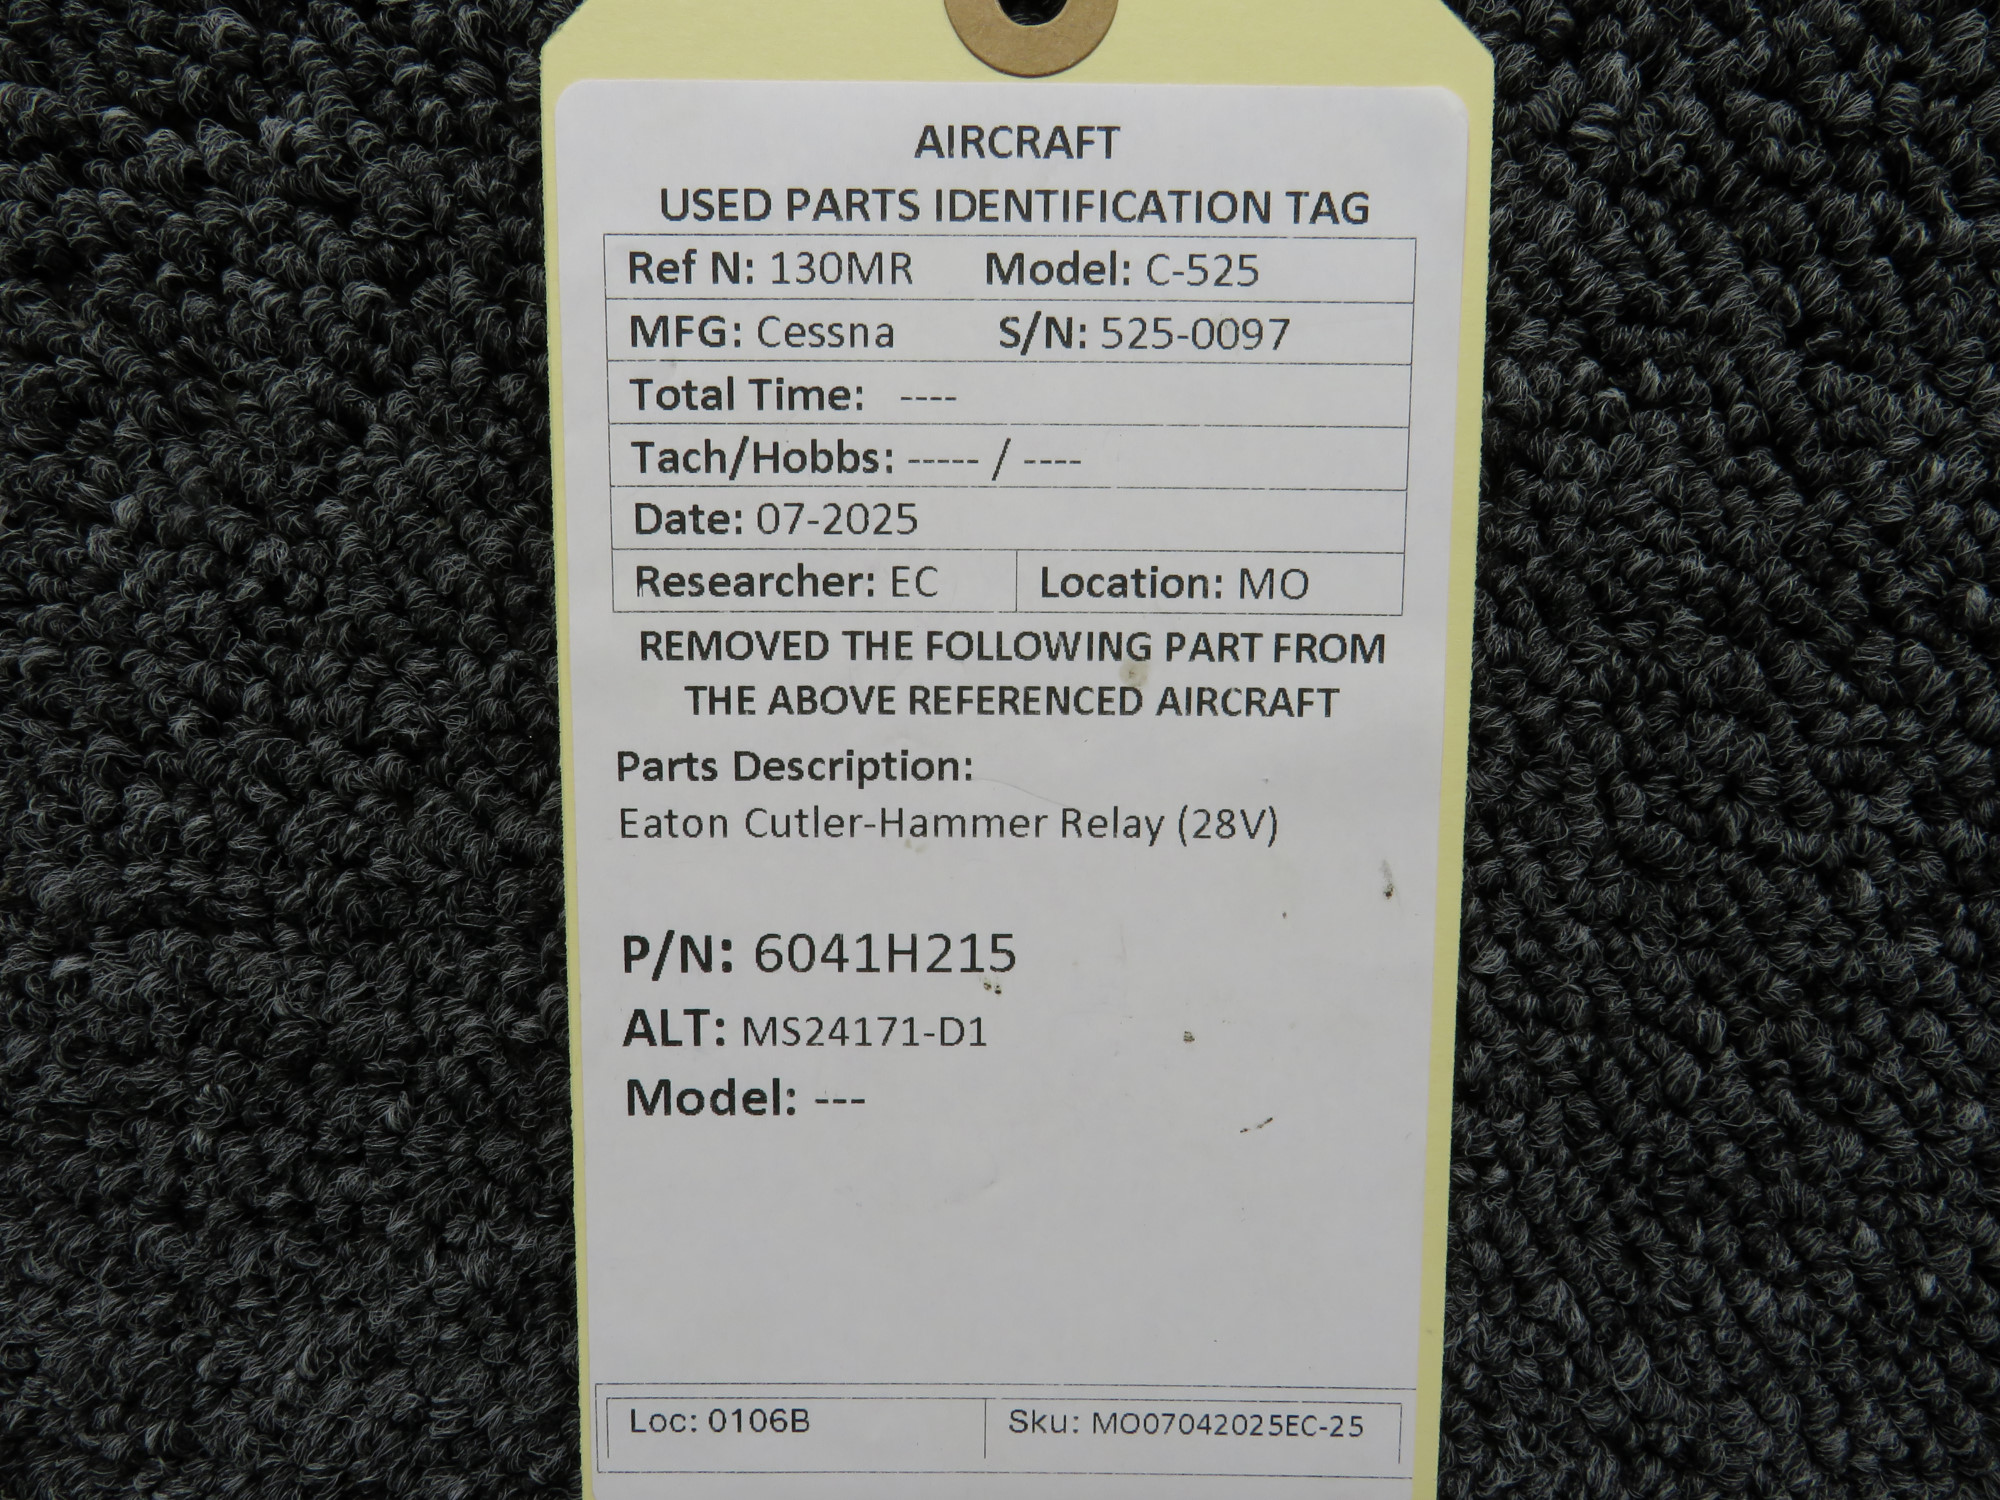 AIRCRAFT
USED PARTS IDENTIFICATION TAG
Ref N: 130MR Model: C-525
MFG: Cessna S/N: 525-0097
Total Time: ----
Tach/Hobbs: ----- / ----
Date: 07-2025
Researcher: EC Location: MO
REMOVED THE FOLLOWING PART FROM
THE ABOVE REFERENCED AIRCRAFT
Parts Description:
Eaton Cutler-Hammer Relay (28V)
P/N: 6041H215
ALT: MS24171-D1
Model: ---
Loc: 0106B Sku: MO07042025EC-25